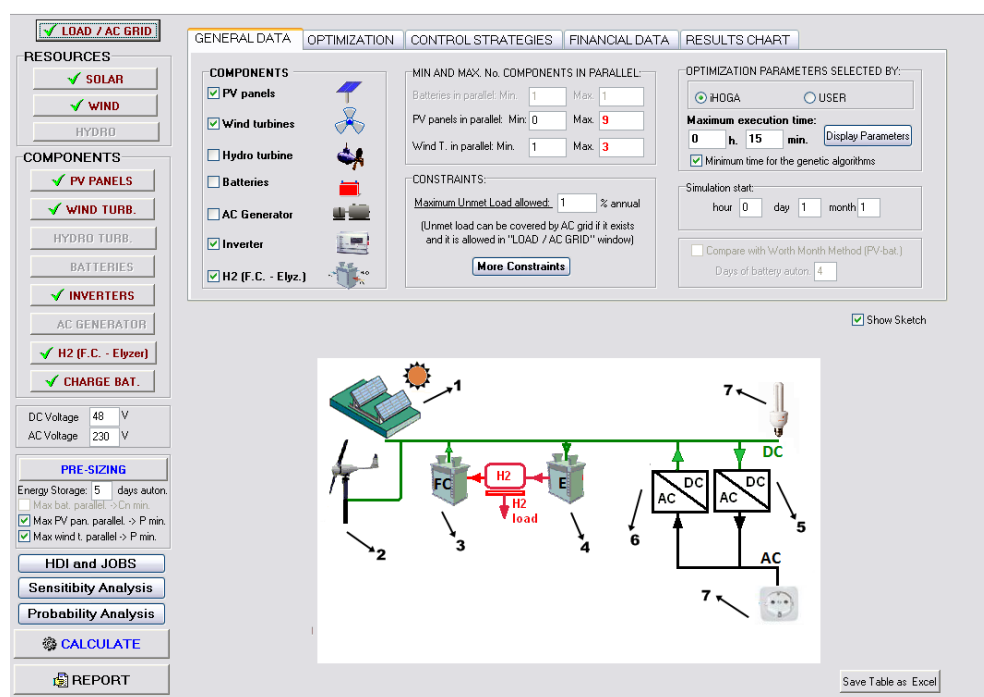 LOAD / AC GRID
RESOURCES
SOLAR
WIND
HYDRO
COMPONENTS
PV PANELS
WIND TURB.
HYDRO TURB.
BATTERIES
INVERTERS
AC GENERATOR
H2 (F.C. - Elyzer)
CHARGE BAT.
DC Voltage 48 V
AC Voltage 230 V
PRE-SIZING
Energy Storage: 5 days auton.
Max bat. parallel. ->Cn min.
Max PV pan. parallel. -> P min.
Max wind t. parallel -> P min.
HDI and JOBS
Sensitibity Analysis
Probability Analysis
CALCULATE
REPORT
GENERAL DATA OPTIMIZATION CONTROL STRATEGIES FINANCIAL DATA RESULTS CHART
COMPONENTS
PV panels
Wind turbines
Hydro turbine
Batteries
AC Generator
Inverter
H2 (F.C. - Elyz.)
MIN AND MAX. No. COMPONENTS IN PARALLEL:
Batteries in parallel: Min. 1 Max. 1
PV panels in parallel: Min: 0 Max. 9
Wind T. in parallel: Min. 1 Max. 3
CONSTRAINTS:
Maximum Unmet Load allowed: 1 % annual
(Unmet load can be covered by AC grid if it exists
and it is allowed in "LOAD / AC GRID" window)
More Constraints
OPTIMIZATION PARAMETERS SELECTED BY:
iHOGA USER
Maximum execution time:
0 h. 15 min. Display Parameters
Minimum time for the genetic algorithms
Simulation start:
hour 0 day 1 month 1
Compare with Worth Month Method (PV-bat.)
Days of battery auton. 4
Show Sketch
1
7
DC
FC
H2
E
H2
load
DC
AC
DC
AC
2
3
4
6
5
AC
7
Save Table as Excel